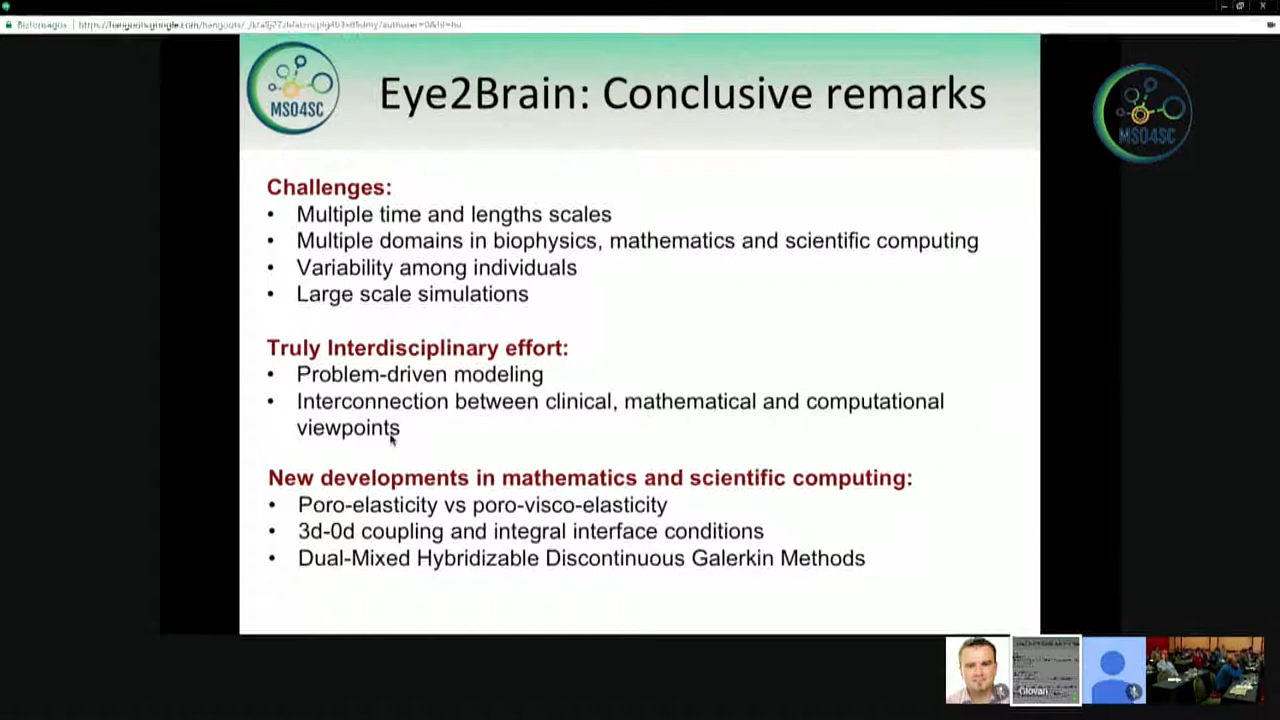 MSO4SC
Eye2Brain: Conclusive remarks
MSO4SC
Challenges:
• Multiple time and lengths scales
• Multiple domains in biophysics, mathematics and scientific computing
• Variability among individuals
• Large scale simulations
Truly Interdisciplinary effort:
• Problem-driven modeling
• Interconnection between clinical, mathematical and computational
viewpoints
New developments in mathematics and scientific computing:
• Poro-elasticity vs poro-visco-elasticity
• 3d-0d coupling and integral interface conditions
• Dual-Mixed Hybridizable Discontinuous Galerkin Methods
Giovan